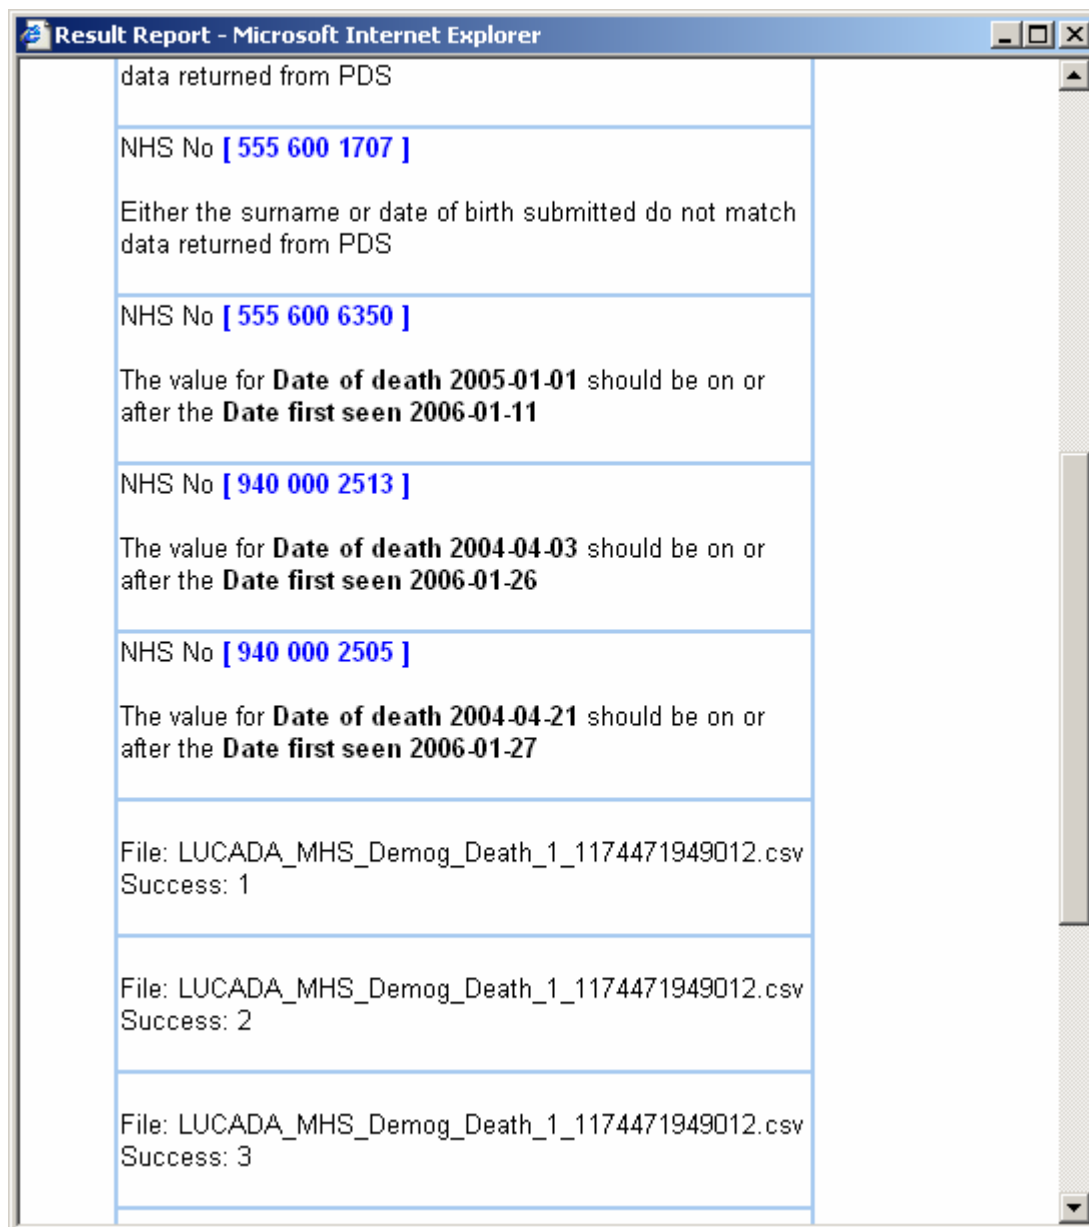 Result Report - Microsoft Internet Explorer
data returned from PDS
NHS No [ 555 600 1707 ]
Either the surname or date of birth submitted do not match
data returned from PDS
NHS No [ 555 600 6350 ]
The value for Date of death 2005-01-01 should be on or
after the Date first seen 2006-01-11
NHS No [ 940 000 2513 ]
The value for Date of death 2004-04-03 should be on or
after the Date first seen 2006-01-26
NHS No [ 940 000 2505 ]
The value for Date of death 2004-04-21 should be on or
after the Date first seen 2006-01-27
File: LUCADA_MHS_Demog_Death_1_1174471949012.csv
Success: 1
File: LUCADA_MHS_Demog_Death_1_1174471949012.csv
Success: 2
File: LUCADA_MHS_Demog_Death_1_1174471949012.csv
Success: 3